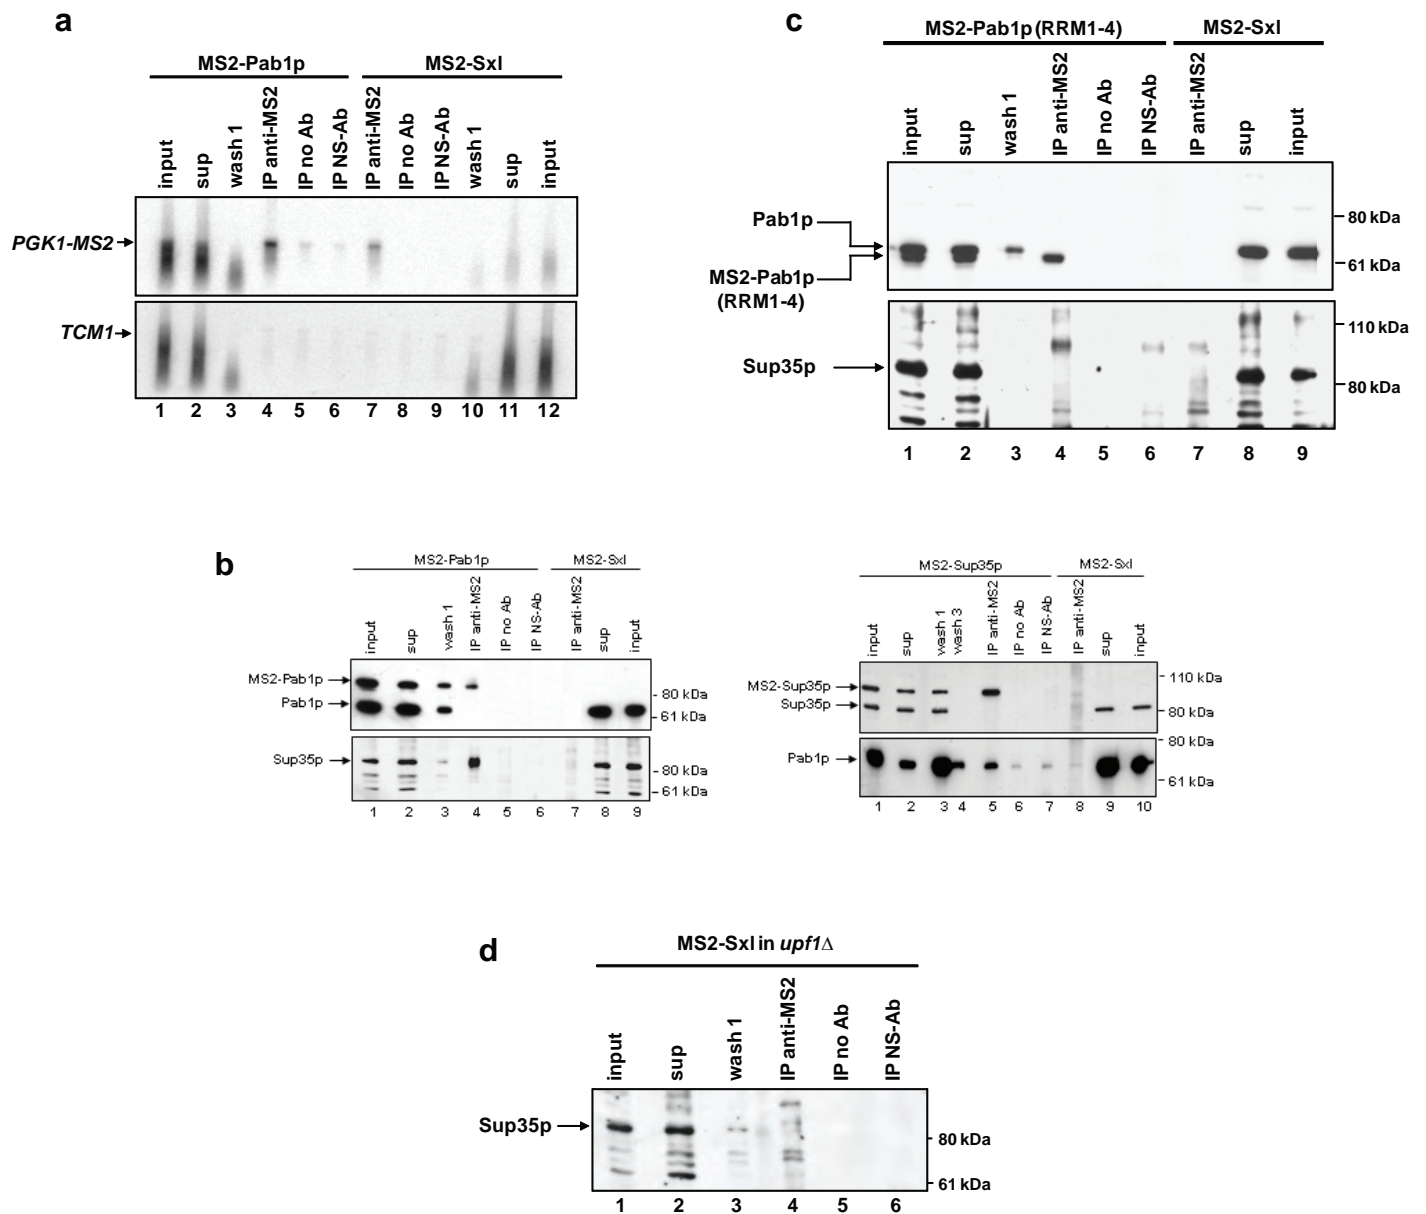 a
MS2-Pab1p MS2-Sxl
input sup wash 1 IP anti-MS2 IP no Ab IP NS-Ab IP anti-MS2 IP no Ab IP NS-Ab wash 1 sup input
PGK1-MS2
TCM1
1 2 3 4 5 6 7 8 9 10 11 12
c
MS2-Pab1p (RRM1-4) MS2-Sxl
input sup wash 1 IP anti-MS2 IP no Ab IP NS-Ab IP anti-MS2 sup input
Pab1p
80 kDa
61 kDa
MS2-Pab1p
(RRM1-4)
110 kDa
Sup35p
80 kDa
1 2 3 4 5 6 7 8 9
b
MS2-Pab1p MS2-Sxl
input sup wash 1 IP anti-MS2 IP no Ab IP NS-Ab IP anti-MS2 sup input
MS2-Pab1p
80 kDa
Pab1p
61 kDa
Sup35p
80 kDa
61 kDa
1 2 3 4 5 6 7 8 9
MS2-Sup35p MS2-Sxl
input sup wash 1 wash 3 IP anti-MS2 IP no Ab IP NS-Ab IP anti-MS2 sup input
110 kDa
MS2-Sup35p
Sup35p
80 kDa
80 kDa
Pab1p
61 kDa
1 2 3 4 5 6 7 8 9 10
d
MS2-Sxl in upf1Δ
input sup wash 1 IP anti-MS2 IP no Ab IP NS-Ab
Sup35p
80 kDa
61 kDa
1 2 3 4 5 6